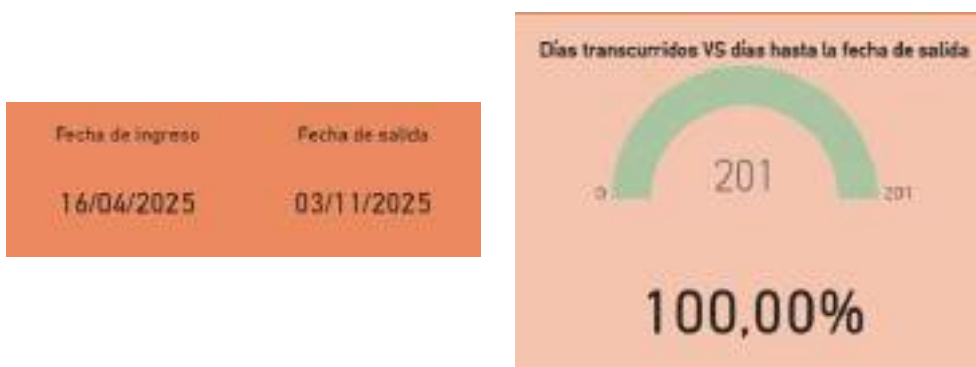 Fecha de ingreso
Fecha de salida
16/04/2025
03/11/2025
Días transcurridos VS días hasta la fecha de salida
201
0
201
100,00%